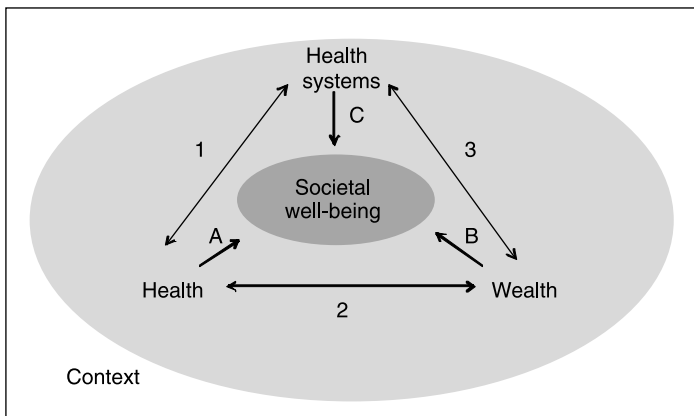 Health
systems
C
1
3
Societal
well-being
A
B
Health
Wealth
2
Context